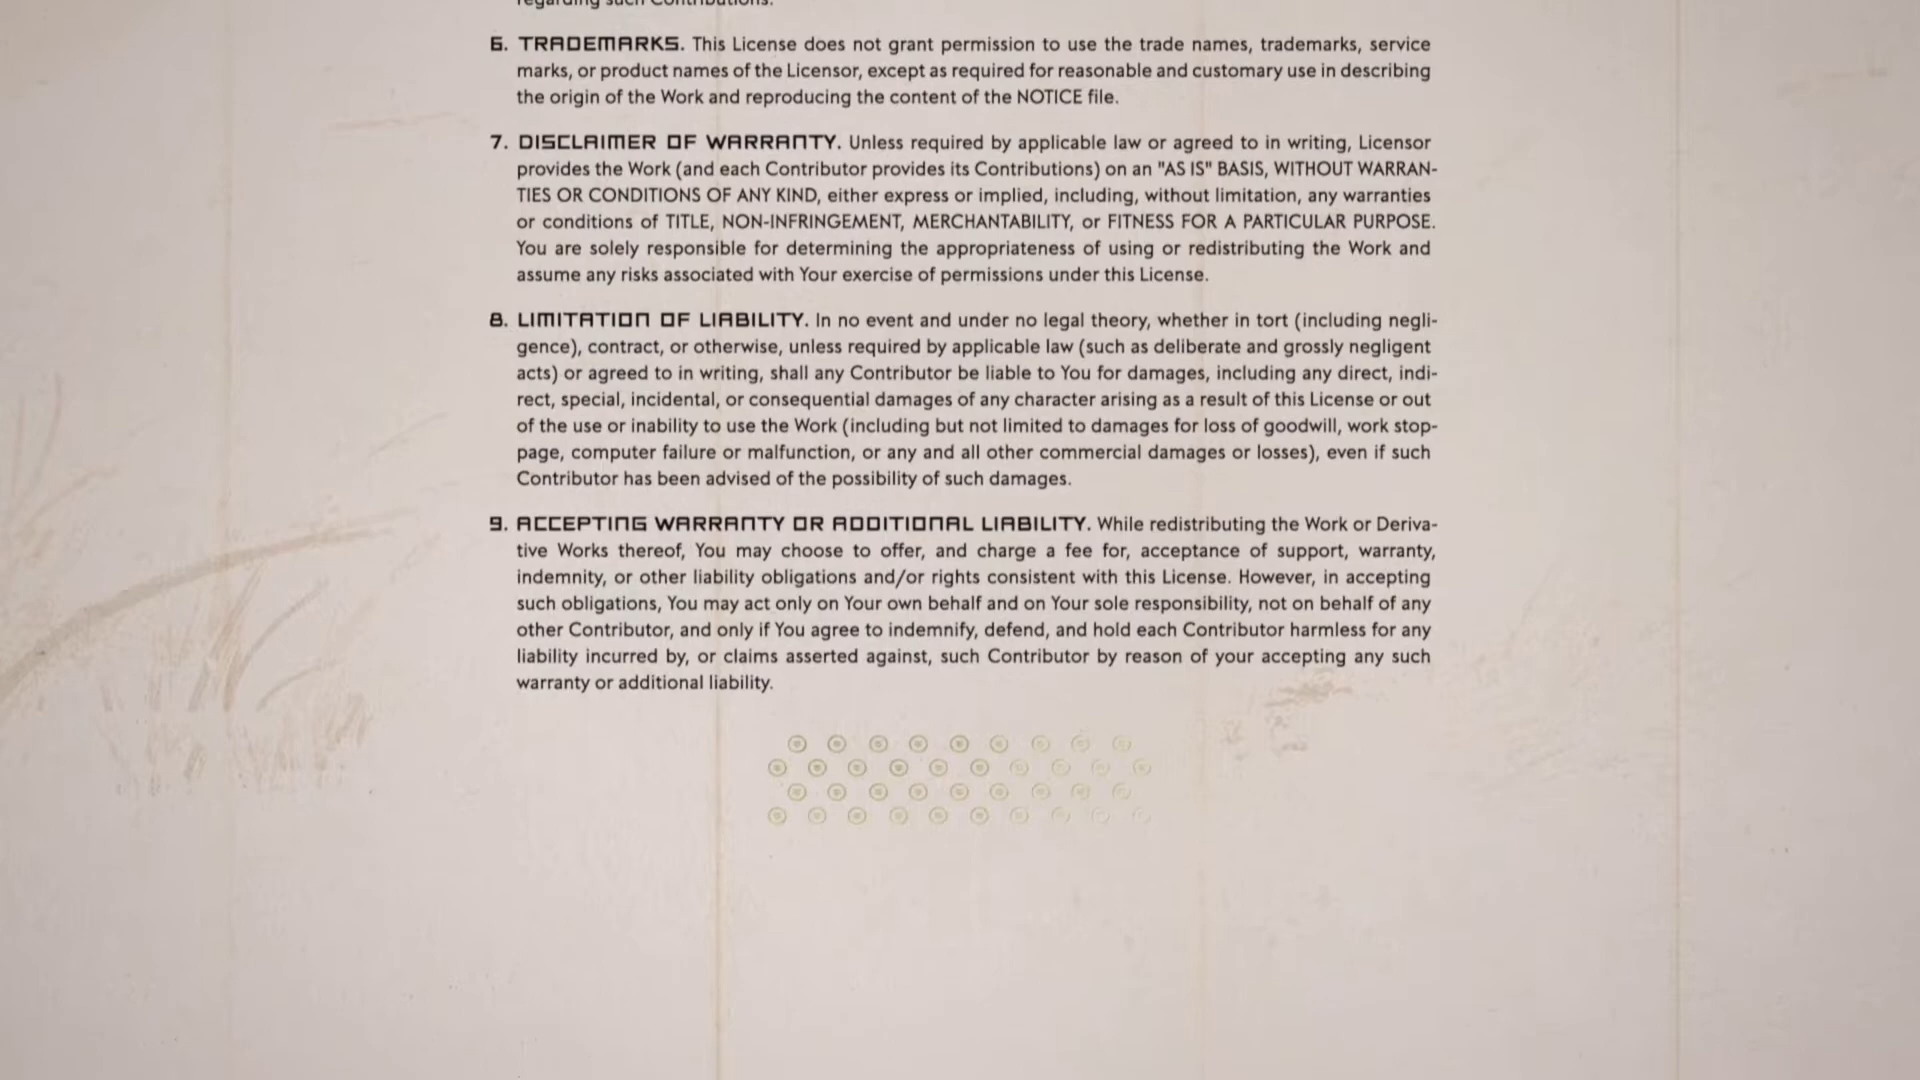 regarding such Contributions.
6. TRADEMARKS. This License does not grant permission to use the trade names, trademarks, service
marks, or product names of the Licensor, except as required for reasonable and customary use in describing
the origin of the Work and reproducing the content of the NOTICE file.
7. DISCLAIMER OF WARRANTY. Unless required by applicable law or agreed to in writing, Licensor
provides the Work (and each Contributor provides its Contributions) on an "AS IS" BASIS, WITHOUT WARRAN-
TIES OR CONDITIONS OF ANY KIND, either express or implied, including, without limitation, any warranties
or conditions of TITLE, NON-INFRINGEMENT, MERCHANTABILITY, or FITNESS FOR A PARTICULAR PURPOSE.
You are solely responsible for determining the appropriateness of using or redistributing the Work and
assume any risks associated with Your exercise of permissions under this License.
8. LIMITATION OF LIABILITY. In no event and under no legal theory, whether in tort (including negli-
gence), contract, or otherwise, unless required by applicable law (such as deliberate and grossly negligent
acts) or agreed to in writing, shall any Contributor be liable to You for damages, including any direct, indi-
rect, special, incidental, or consequential damages of any character arising as a result of this License or out
of the use or inability to use the Work (including but not limited to damages for loss of goodwill, work stop-
page, computer failure or malfunction, or any and all other commercial damages or losses), even if such
Contributor has been advised of the possibility of such damages.
9. ACCEPTING WARRANTY OR ADDITIONAL LIABILITY. While redistributing the Work or Deriva-
tive Works thereof, You may choose to offer, and charge a fee for, acceptance of support, warranty,
indemnity, or other liability obligations and/or rights consistent with this License. However, in accepting
such obligations, You may act only on Your own behalf and on Your sole responsibility, not on behalf of any
other Contributor, and only if You agree to indemnify, defend, and hold each Contributor harmless for any
liability incurred by, or claims asserted against, such Contributor by reason of your accepting any such
warranty or additional liability.